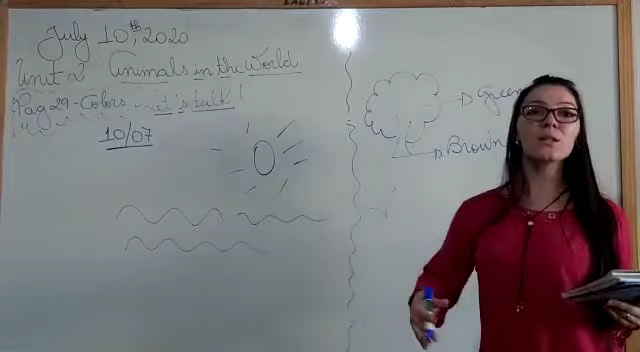 July 10th, 2020
Unit 2 Animals in the World
Pag 29 - Colors - Let's talk!
10/07
Green
Brown